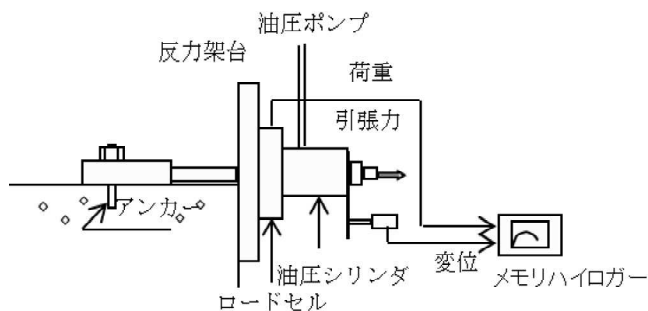 油圧ポンプ
反力架台
荷重
引張力
アンカー
変位
油圧シリンダ
メモリハイロガー
ロードセル